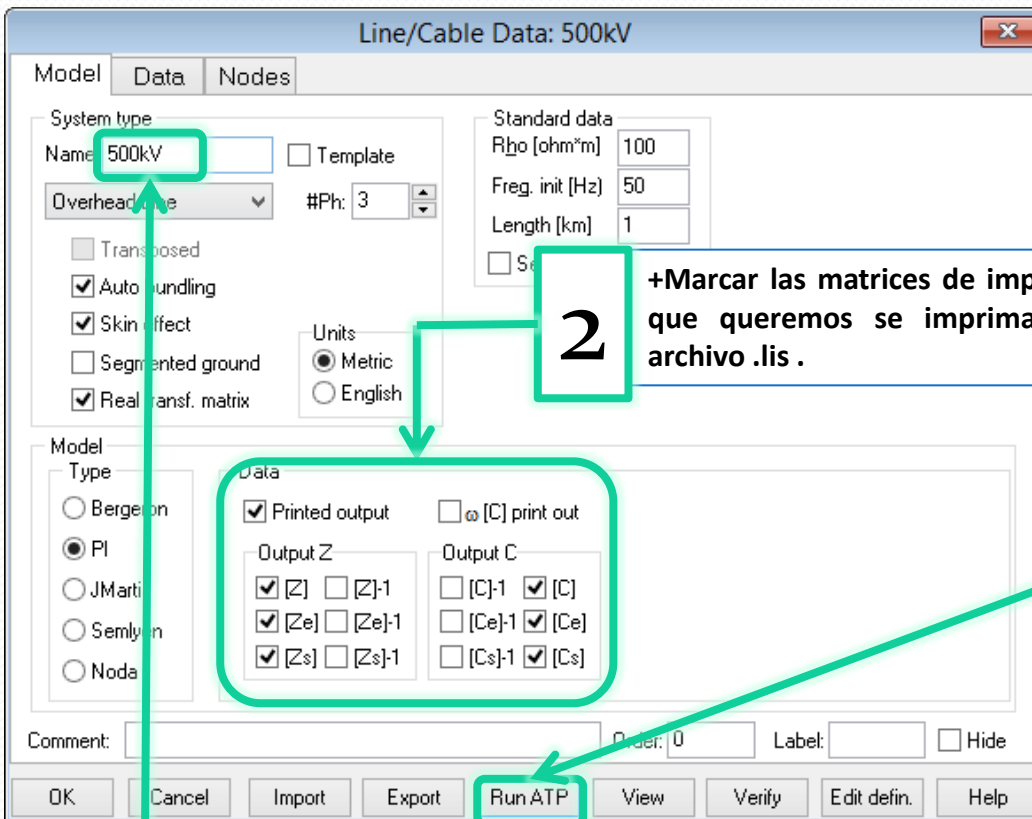 Line/Cable Data: 500kV
Model Data Nodes
System type
Name: 500kV Template
#Ph: 3
Transposed
Auto bundling
Skin effect
Segmented ground
Real transf. matrix
Units
Metric
English
Standard data
Rho [ohm*m] 100
Freq. init [Hz] 50
Length [km] 1
2
+Marcar las matrices de
que queremos se
archivo .lis .
Model
Type
Bergeron
PI
JMarti
Semlyen
Noda
Data
Printed output ω [C] print out
Output Z
[Z] [Z]-1
[Ze] [Ze]-1
[Zs] [Zs]-1
Output C
[C]-1 [C]
[Ce]-1 [Ce]
[Cs]-1 [Cs]
Comment: Order: 0 Label: Hide
OK Cancel Import Export Run ATP View Verify Edit defin. Help